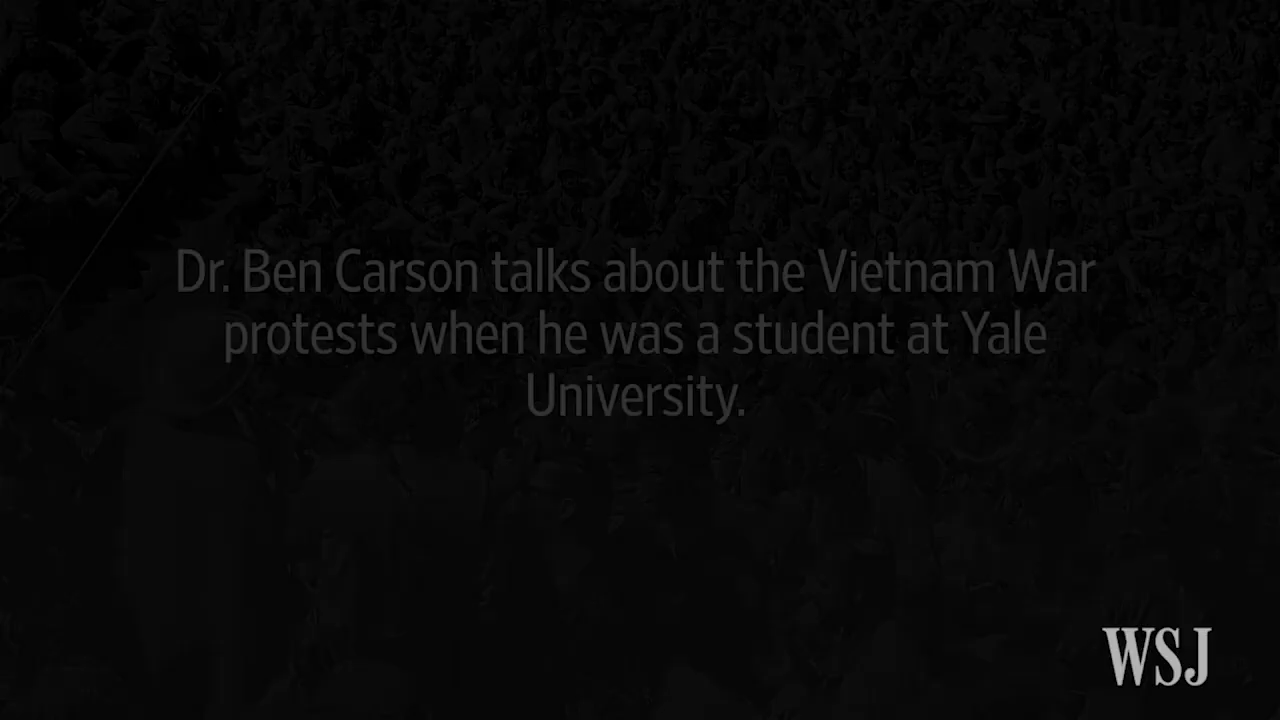 Dr. Ben Carson talks about the Vietnam War
protests when he was a student at Yale
University.
WSJ